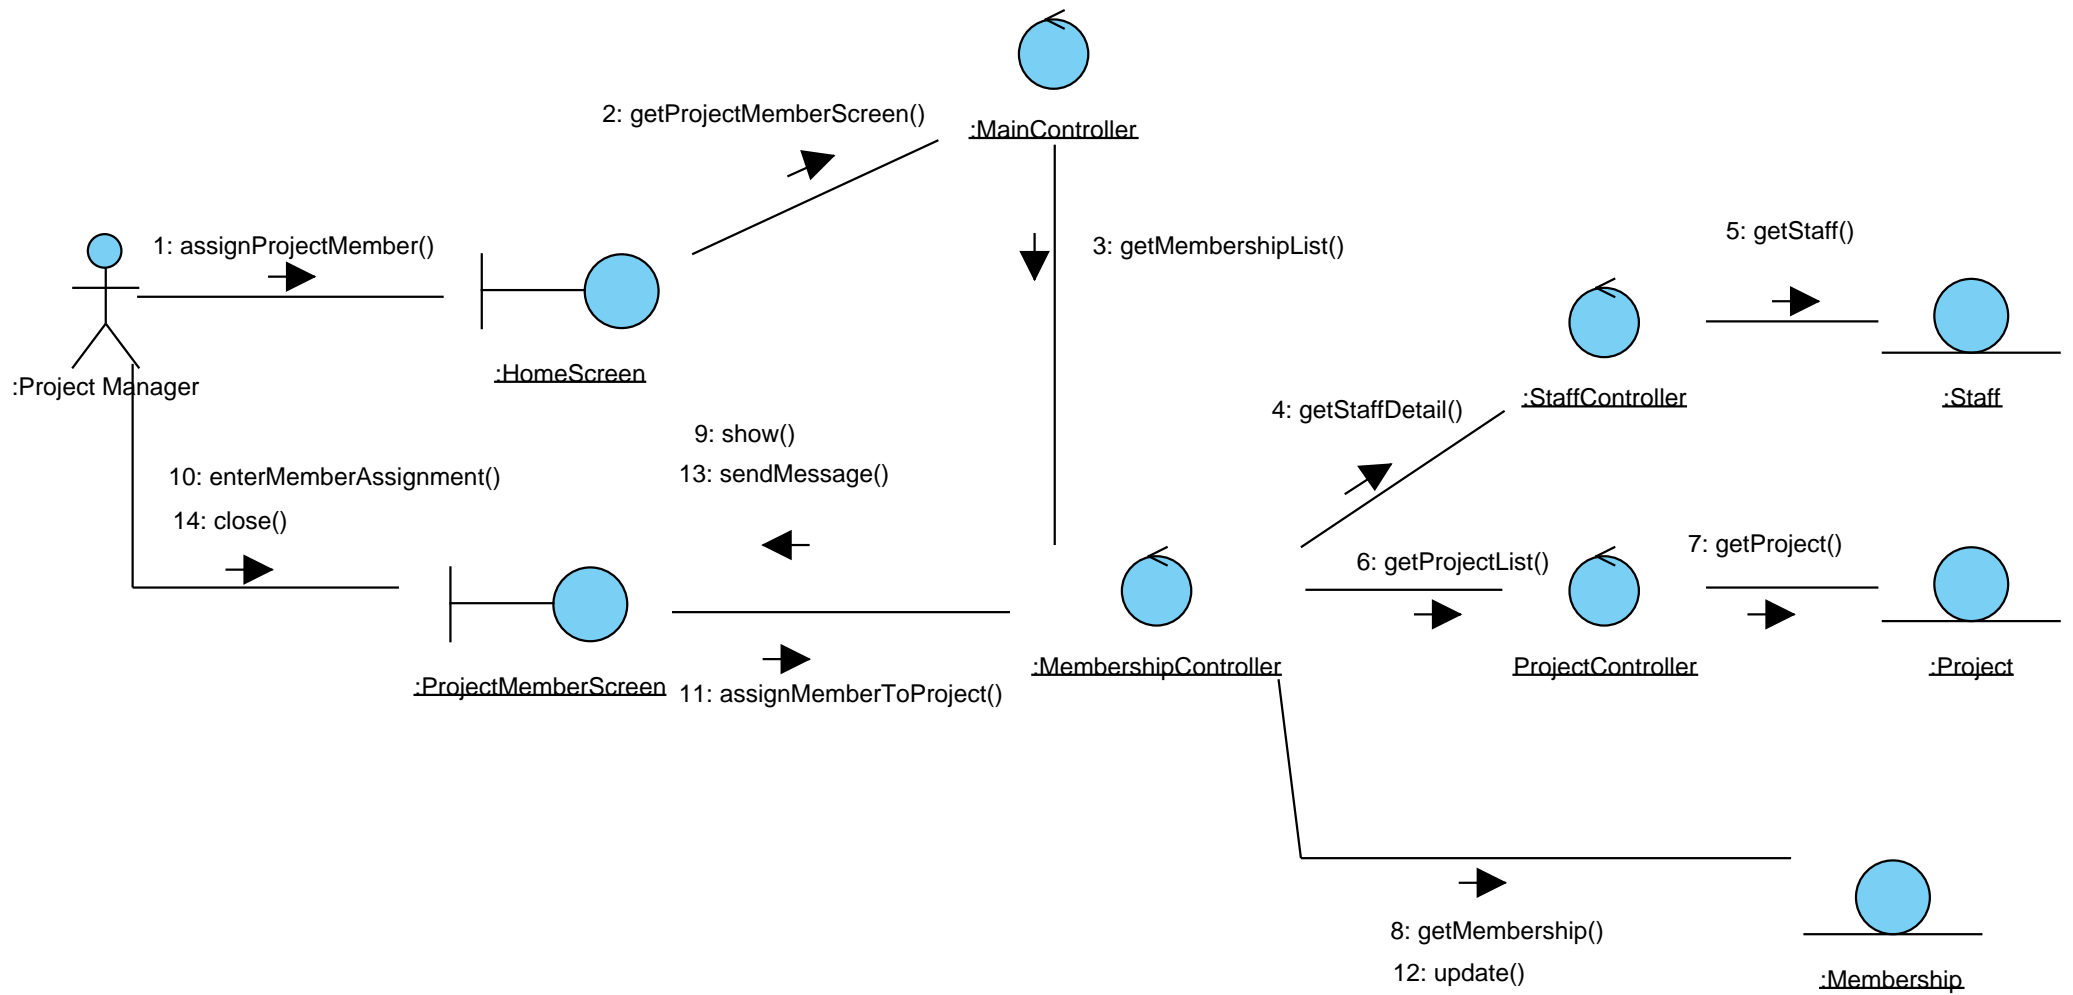 :MainController
2: getProjectMemberScreen()
1: assignProjectMember()
3: getMembershipList()
5: getStaff()
:HomeScreen
:Project Manager
:StaffController
:Staff
4: getStaffDetail()
9: show()
13: sendMessage()
10: enterMemberAssignment()
14: close()
6: getProjectList()
7: getProject()
:ProjectMemberScreen
11: assignMemberToProject()
:MembershipController
ProjectController
:Project
8: getMembership()
12: update()
:Membership